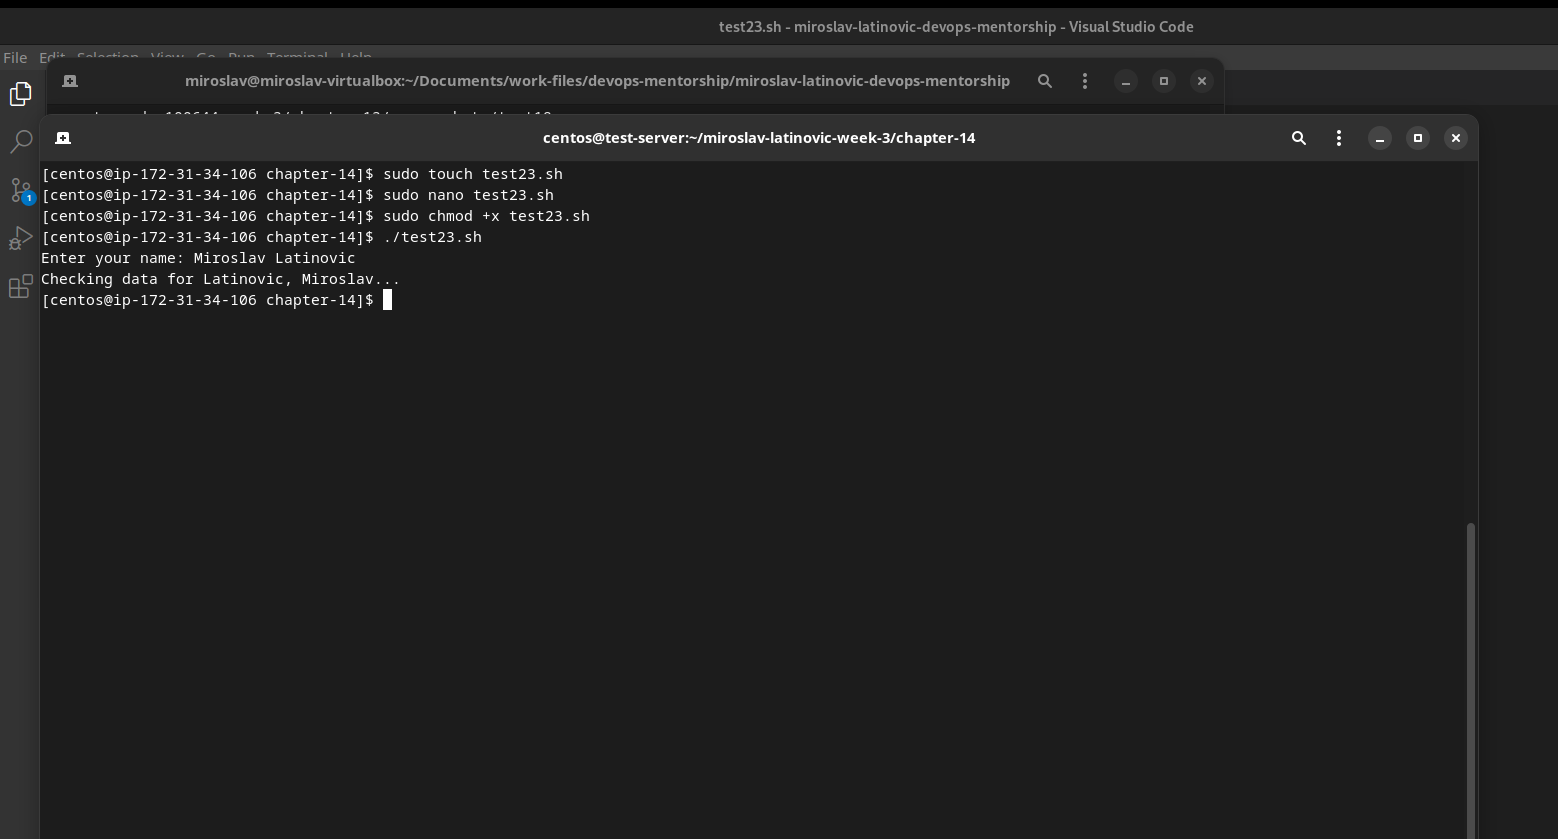 test23.sh - miroslav-latinovic-devops-mentorship - Visual Studio Code
File Edit Selection View Go Run Terminal Help
miroslav@miroslav-virtualbox:~/Documents/work-files/devops-mentorship/miroslav-latinovic-devops-mentorship
centos@test-server:~/miroslav-latinovic-week-3/chapter-14
[centos@ip-172-31-34-106 chapter-14]$ sudo touch test23.sh
[centos@ip-172-31-34-106 chapter-14]$ sudo nano test23.sh
[centos@ip-172-31-34-106 chapter-14]$ sudo chmod +x test23.sh
[centos@ip-172-31-34-106 chapter-14]$ ./test23.sh
Enter your name: Miroslav Latinovic
Checking data for Latinovic, Miroslav...
[centos@ip-172-31-34-106 chapter-14]$
1